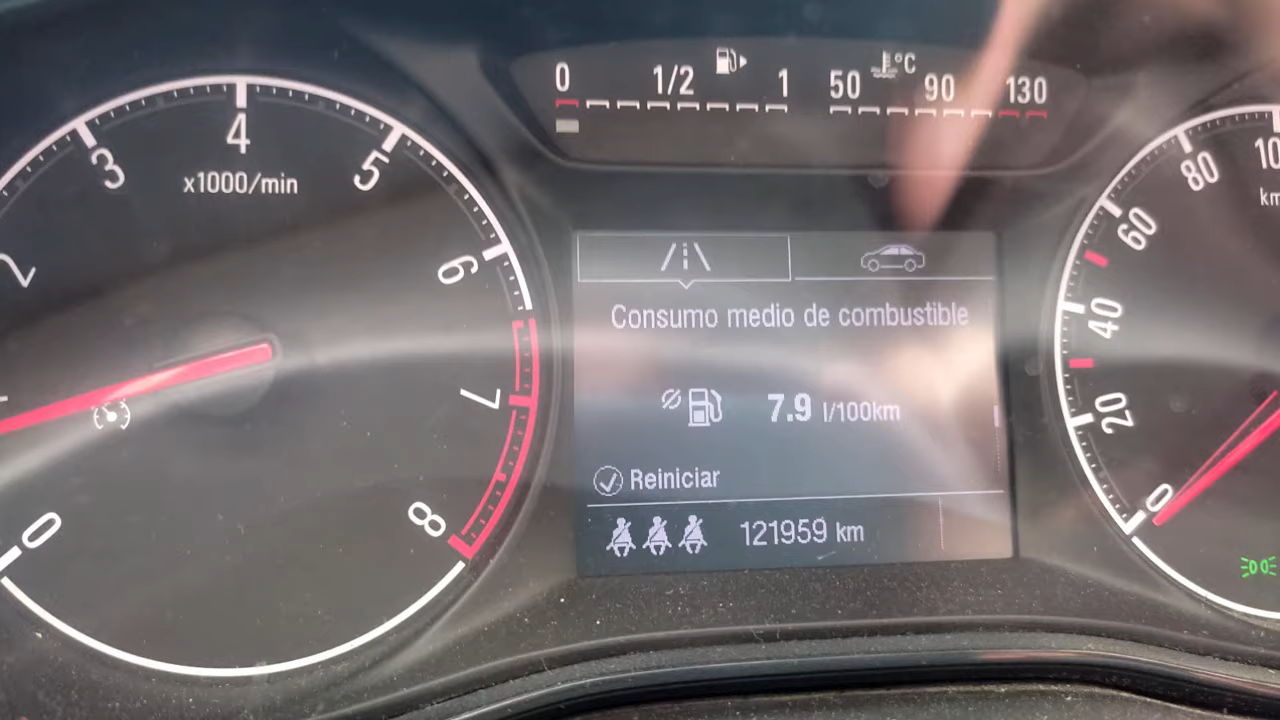 0 1/2 1
50 °C 90 130
0 2 3 4 5 6 7 8
x1000/min
Consumo medio de combustible
7.9 l/100km
Reiniciar
121959 km
0 20 40 60 80